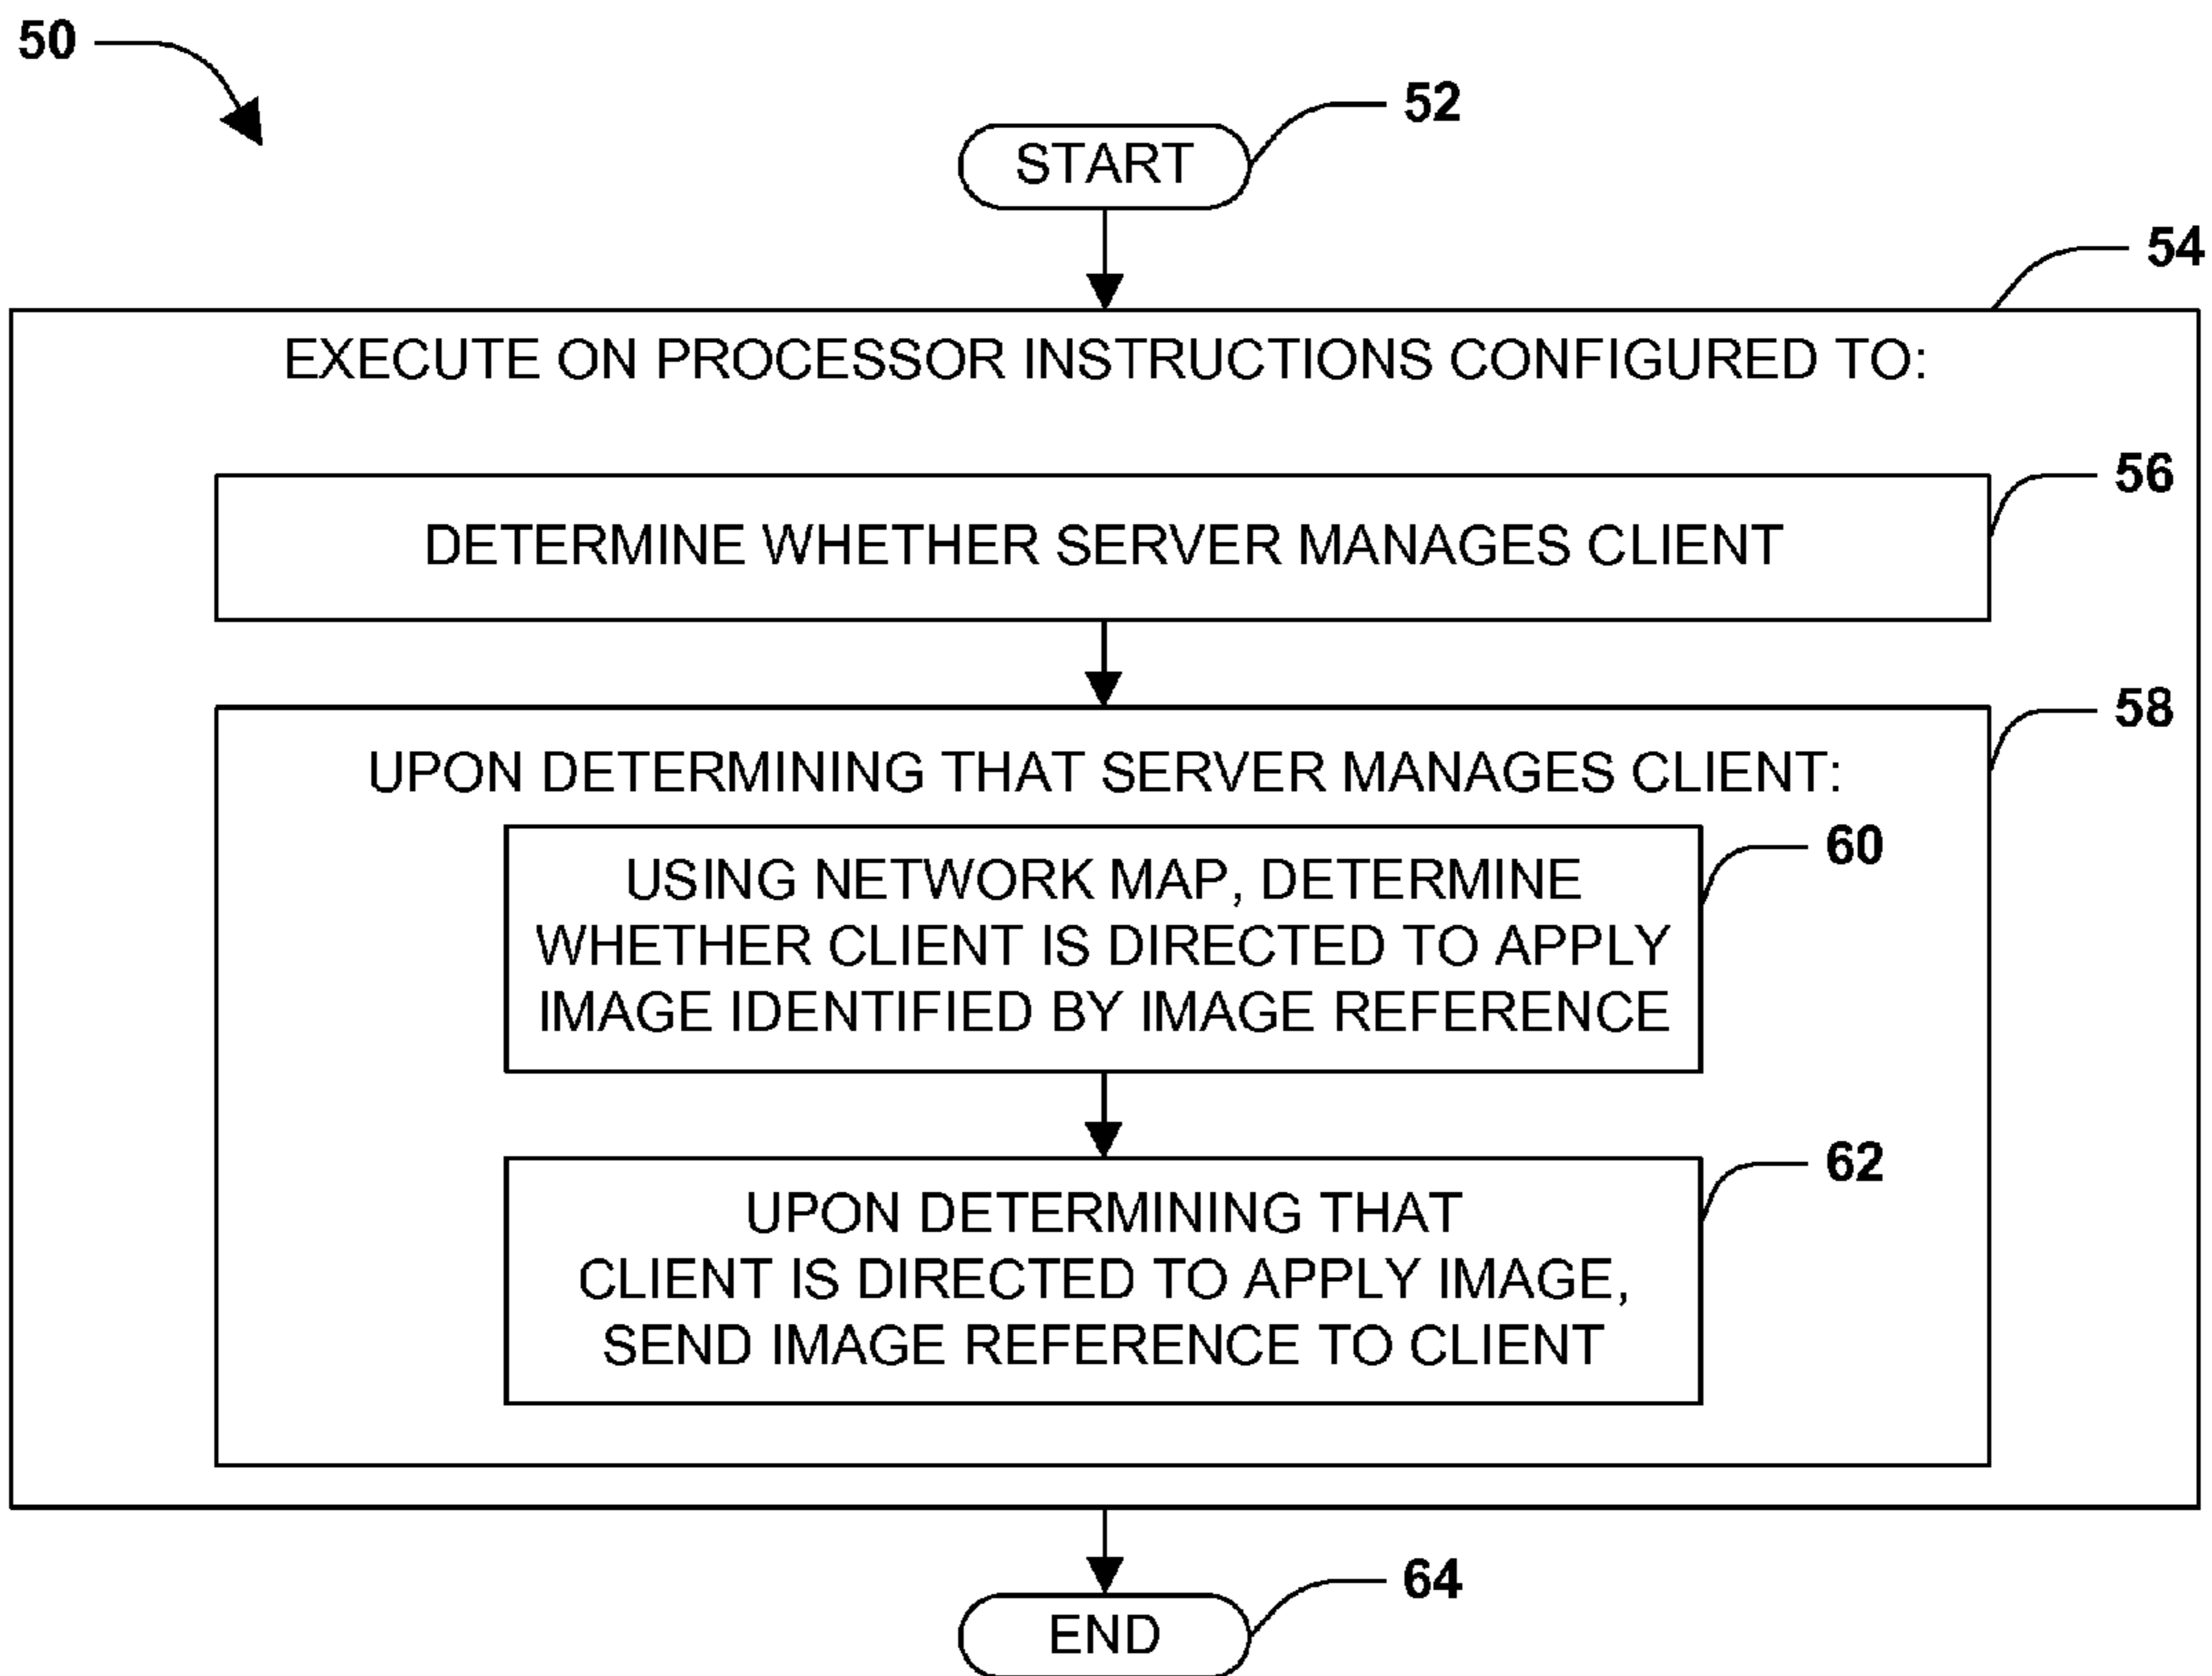 50
52
START
54
EXECUTE ON PROCESSOR INSTRUCTIONS CONFIGURED TO:
56
DETERMINE WHETHER SERVER MANAGES CLIENT
58
UPON DETERMINING THAT SERVER MANAGES CLIENT:
60
USING NETWORK MAP, DETERMINE
WHETHER CLIENT IS DIRECTED TO APPLY
IMAGE IDENTIFIED BY IMAGE REFERENCE
62
UPON DETERMINING THAT
CLIENT IS DIRECTED TO APPLY IMAGE,
SEND IMAGE REFERENCE TO CLIENT
64
END